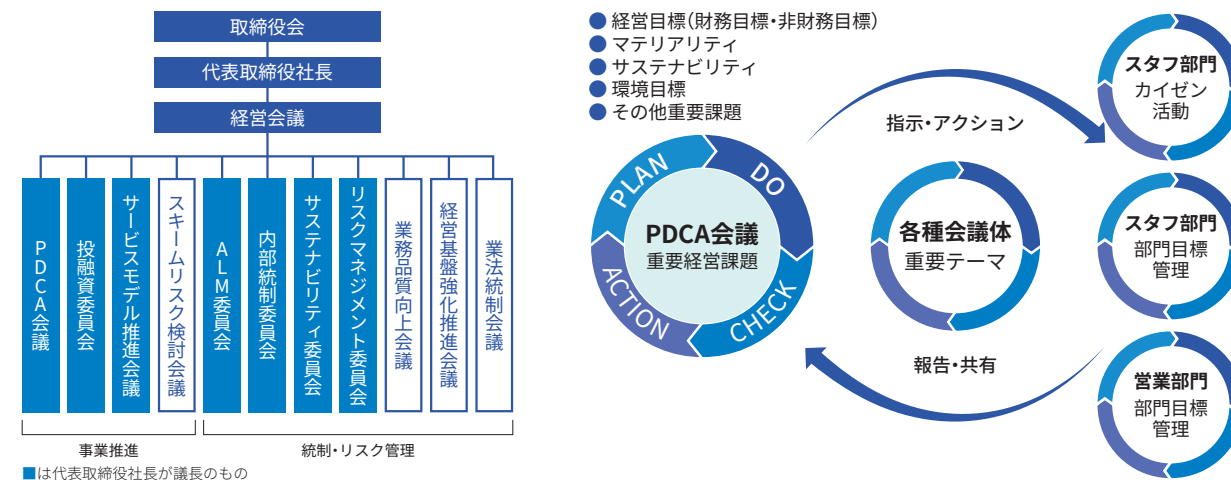 取締役会
代表取締役社長
経営会議
PDCA会議
投融資委員会
サービスモデル推進会議
スキームリスク検討会議
ALM委員会
内部統制委員会
サステナビリティ委員会
リスクマネジメント委員会
業務品質向上会議
経営基盤強化推進会議
業法統制会議
事業推進
統制・リスク管理
■は代表取締役社長が議長のもの
● 経営目標(財務目標・非財務目標)
● マテリアリティ
● サステナビリティ
● 環境目標
● その他重要課題
PLAN
DO
CHECK
ACTION
PDCA会議
重要経営課題
指示・アクション
各種会議体
重要テーマ
報告・共有
スタフ部門
カイゼン
活動
スタフ部門
部門目標
管理
営業部門
部門目標
管理